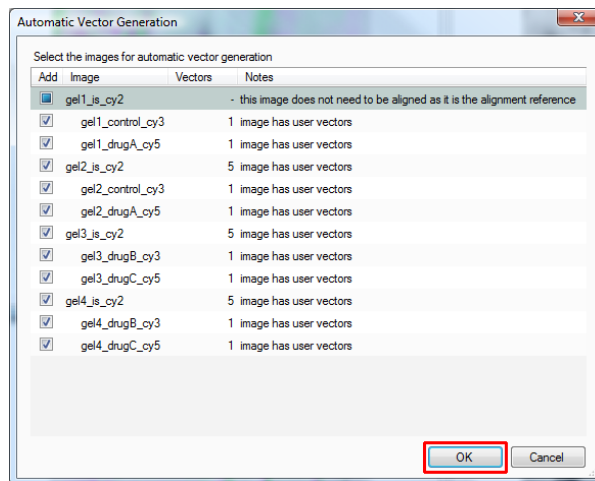 Automatic Vector Generation
Select the images for automatic vector generation
Add Image Vectors Notes
gel1_is_cy2 - this image does not need to be aligned as it is the alignment reference
gel1_control_cy3 1 image has user vectors
gel1_drugA_cy5 1 image has user vectors
gel2_is_cy2 5 image has user vectors
gel2_control_cy3 1 image has user vectors
gel2_drugA_cy5 1 image has user vectors
gel3_is_cy2 5 image has user vectors
gel3_drugB_cy3 1 image has user vectors
gel3_drugC_cy5 1 image has user vectors
gel4_is_cy2 5 image has user vectors
gel4_drugB_cy3 1 image has user vectors
gel4_drugC_cy5 1 image has user vectors
OK Cancel